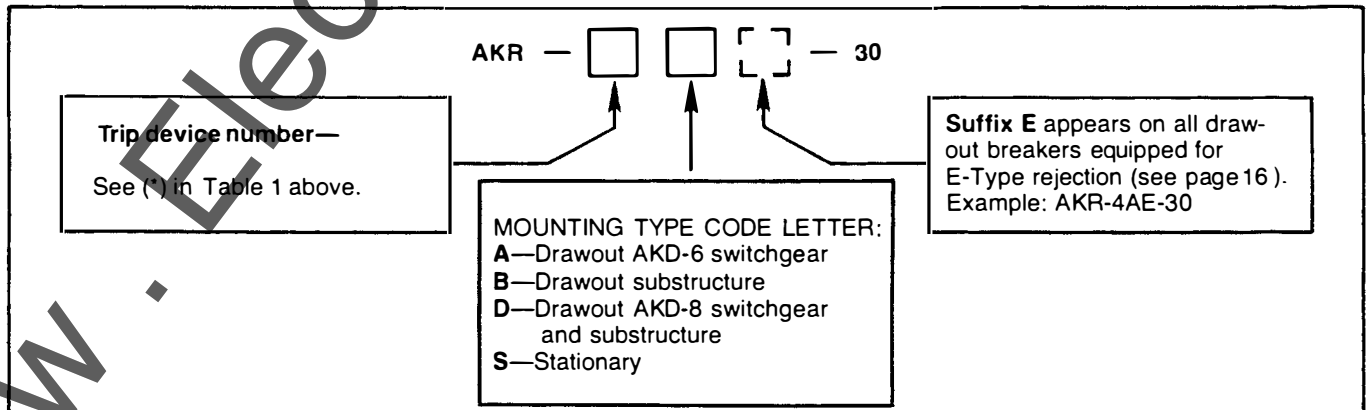 AKR — 30
Trip device number—
See (*) in Table 1 above.
MOUNTING TYPE CODE LETTER:
A—Drawout AKD-6 switchgear
B—Drawout substructure
D—Drawout AKD-8 switchgear
and substructure
S—Stationary
Suffix E appears on all draw-
out breakers equipped for
E-Type rejection (see page 16 ).
Example: AKR-4AE-30
w . Elec